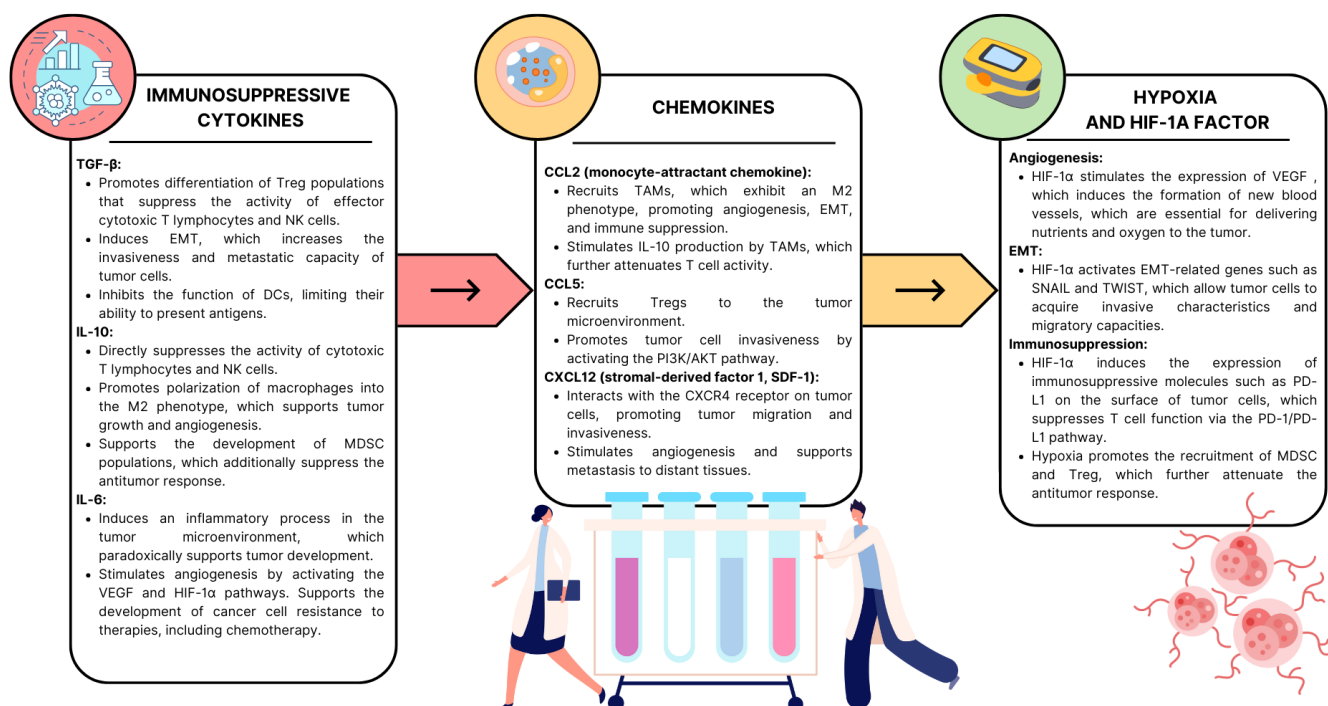 IMMUNOSUPPRESSIVE
CYTOKINES
TGF-β:
• Promotes differentiation of Treg populations
that suppress the activity of effector
cytotoxic T lymphocytes and NK cells.
• Induces EMT, which increases the
invasiveness and metastatic capacity of
tumor cells.
• Inhibits the function of DCs, limiting their
ability to present antigens.
IL-10:
• Directly suppresses the activity of cytotoxic
T lymphocytes and NK cells.
• Promotes polarization of macrophages into
the M2 phenotype, which supports tumor
growth and angiogenesis.
• Supports the development of MDSC
populations, which additionally suppress the
antitumor response.
IL-6:
• Induces an inflammatory process in the
tumor microenvironment, which
paradoxically supports tumor development.
• Stimulates angiogenesis by activating the
VEGF and HIF-1α pathways. Supports the
development of cancer cell resistance to
therapies, including chemotherapy.
CHEMOKINES
CCL2 (monocyte-attractant chemokine):
• Recruits TAMs, which exhibit an M2
phenotype, promoting angiogenesis, EMT,
and immune suppression.
• Stimulates IL-10 production by TAMs, which
further attenuates T cell activity.
CCL5:
• Recruits Tregs to the tumor
microenvironment.
• Promotes tumor cell invasiveness by
activating the PI3K/AKT pathway.
CXCL12 (stromal-derived factor 1, SDF-1):
• Interacts with the CXCR4 receptor on tumor
cells, promoting tumor migration and
invasiveness.
• Stimulates angiogenesis and supports
metastasis to distant tissues.
HYPOXIA
AND HIF-1A FACTOR
Angiogenesis:
• HIF-1α stimulates the expression of VEGF ,
which induces the formation of new blood
vessels, which are essential for delivering
nutrients and oxygen to the tumor.
EMT:
• HIF-1α activates EMT-related genes such as
SNAIL and TWIST, which allow tumor cells to
acquire invasive characteristics and
migratory capacities.
Immunosuppression:
• HIF-1α induces the expression of
immunosuppressive molecules such as PD-
L1 on the surface of tumor cells, which
suppresses T cell function via the PD-1/PD-
L1 pathway.
• Hypoxia promotes the recruitment of MDSC
and Treg, which further attenuate the
antitumor response.